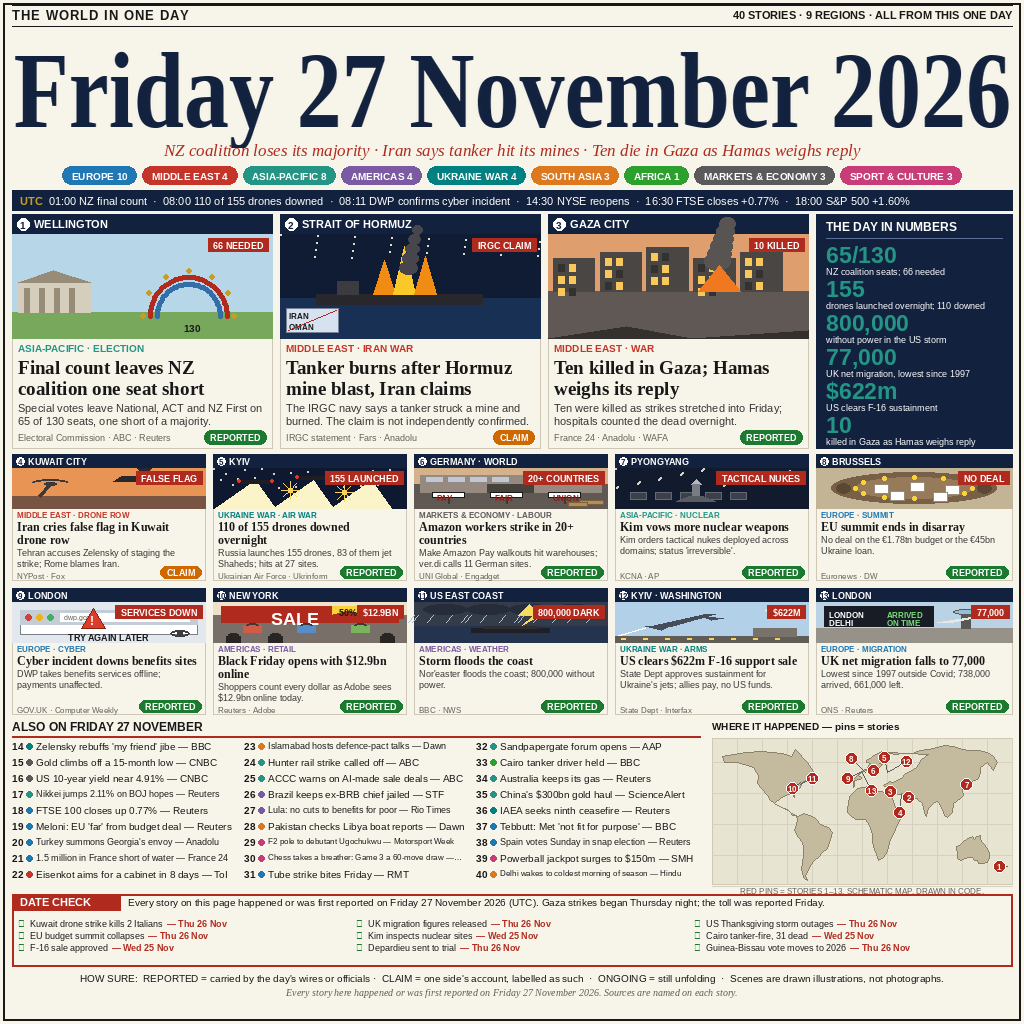 THE WORLD IN ONE DAY
40 STORIES · 9 REGIONS · ALL FROM THIS ONE DAY
Friday 27 November 2026
NZ coalition loses its majority · Iran says tanker hit its mines · Ten die in Gaza as Hamas weighs reply
EUROPE 10
MIDDLE EAST 4
ASIA-PACIFIC 8
AMERICAS 4
UKRAINE WAR 4
SOUTH ASIA 3
AFRICA 1
MARKETS & ECONOMY 3
SPORT & CULTURE 3
UTC 01:00 NZ final count · 08:00 110 of 155 drones downed · 08:11 DWP confirms cyber incident · 14:30 NYSE reopens · 16:30 FTSE closes +0.77% · 18:00 S&P 500 +1.60%
1 WELLINGTON
66 NEEDED
130
ASIA-PACIFIC · ELECTION
Final count leaves NZ
coalition one seat short
Special votes leave National, ACT and NZ First on
65 of 130 seats, one short of a majority.
Electoral Commission · ABC · Reuters
REPORTED
2 STRAIT OF HORMUZ
IRGC CLAIM
IRAN
OMAN
MIDDLE EAST · IRAN WAR
Tanker burns after Hormuz
mine blast, Iran claims
The IRGC navy says a tanker struck a mine and
burned. The claim is not independently confirmed.
IRGC statement · Fars · Anadolu
CLAIM
3 GAZA CITY
10 KILLED
MIDDLE EAST · WAR
Ten killed in Gaza; Hamas
weighs its reply
Ten were killed as strikes stretched into Friday;
hospitals counted the dead overnight.
France 24 · Anadolu · WAFA
REPORTED
THE DAY IN NUMBERS
65/130
NZ coalition seats; 66 needed
155
drones launched overnight; 110 downed
800,000
without power in the US storm
77,000
UK net migration, lowest since 1997
$622m
US clears F-16 sustainment
10
killed in Gaza as Hamas weighs reply
4 KUWAIT CITY
FALSE FLAG
MIDDLE EAST · DRONE ROW
Iran cries false flag in Kuwait
drone row
Tehran accuses Zelensky of staging the
strike; Rome blames Iran.
NYPost · Fox
CLAIM
5 KYIV
155 LAUNCHED
UKRAINE WAR · AIR WAR
110 of 155 drones downed
overnight
Russia launches 155 drones, 83 of them jet
Shaheds; hits at 27 sites.
Ukrainian Air Force · Ukrinform
REPORTED
6 GERMANY · WORLD
20+ COUNTRIES
PAY
FAIR
UNION
MARKETS & ECONOMY · LABOUR
Amazon workers strike in 20+
countries
Make Amazon Pay walkouts hit warehouses;
ver.di calls 11 German sites.
UNI Global · Engadget
REPORTED
7 PYONGYANG
TACTICAL NUKES
ASIA-PACIFIC · NUCLEAR
Kim vows more nuclear weapons
Kim orders tactical nukes deployed across
domains; status 'irreversible'.
KCNA · AP
REPORTED
8 BRUSSELS
NO DEAL
EUROPE · SUMMIT
EU summit ends in disarray
No deal on the €1.78tn budget or the €45bn
Ukraine loan.
Euronews · DW
REPORTED
9 LONDON
SERVICES DOWN
!
TRY AGAIN LATER
EUROPE · CYBER
Cyber incident downs benefits sites
DWP takes benefits services offline;
payments unaffected.
GOV.UK · Computer Weekly
REPORTED
10 NEW YORK
SALE
50%
$12.9BN
AMERICAS · RETAIL
Black Friday opens with $12.9bn
online
Shoppers count every dollar as Adobe sees
$12.9bn online today.
Reuters · Adobe
REPORTED
11 US EAST COAST
800,000 DARK
AMERICAS · WEATHER
Storm floods the coast
Nor'easter floods the coast; 800,000 without
power.
BBC · NWS
REPORTED
12 KYIV · WASHINGTON
$622M
UKRAINE WAR · ARMS
US clears $622m F-16 support sale
State Dept approves sustainment for
Ukraine's jets; allies pay, no US funds.
State Dept · Interfax
REPORTED
13 LONDON
77,000
LONDON ARRIVED
DELHI ON TIME
EUROPE · MIGRATION
UK net migration falls to 77,000
Lowest since 1997 outside Covid; 738,000
arrived, 661,000 left.
ONS · Reuters
REPORTED
ALSO ON FRIDAY 27 NOVEMBER
14 Zelensky rebuffs 'my friend' jibe — BBC
15 Gold climbs off a 15-month low — CNBC
16 US 10-year yield near 4.91% — CNBC
17 Nikkei jumps 2.11% on BOJ hopes — Reuters
18 FTSE 100 closes up 0.77% — Reuters
19 Meloni: EU 'far' from budget deal — Reuters
20 Turkey summons Georgia's envoy — Anadolu
21 1.5 million in France short of water — France 24
22 Eisenkot aims for a cabinet in 8 days — ToI
23 Islamabad hosts defence-pact talks — Dawn
24 Hunter rail strike called off — ABC
25 ACCC warns on AI-made sale deals — ABC
26 Brazil keeps ex-BRB chief jailed — STF
27 Lula: no cuts to benefits for poor — Rio Times
28 Pakistan checks Libya boat reports — Dawn
29 F2 pole to debutant Ugochukwu — Motorsport Week
30 Chess takes a breather: Game 3 a 60-move draw —...
31 Tube strike bites Friday — RMT
32 Sandpapergate forum opens — AAP
33 Cairo tanker driver held — BBC
34 Australia keeps its gas — Reuters
35 China's $300bn gold haul — ScienceAlert
36 IAEA seeks ninth ceasefire — Reuters
37 Tebbutt: Met 'not fit for purpose' — BBC
38 Spain votes Sunday in snap election — Reuters
39 Powerball jackpot surges to $150m — SMH
40 Delhi wakes to coldest morning of season — Hindu
WHERE IT HAPPENED — pins = stories
8
5
12
6
9
11
10
13
3
2
7
4
1
RED PINS = STORIES 1–13. SCHEMATIC MAP, DRAWN IN CODE.
DATE CHECK
Every story on this page happened or was first reported on Friday 27 November 2026 (UTC). Gaza strikes began Thursday night; the toll was reported Friday.
Kuwait drone strike kills 2 Italians — Thu 26 Nov
EU budget summit collapses — Thu 26 Nov
F-16 sale approved — Wed 25 Nov
UK migration figures released — Thu 26 Nov
Kim inspects nuclear sites — Wed 25 Nov
Depardieu sent to trial — Thu 26 Nov
US Thanksgiving storm outages — Thu 26 Nov
Cairo tanker-fire, 31 dead — Wed 25 Nov
Guinea-Bissau vote moves to 2026 — Thu 26 Nov
HOW SURE: REPORTED = carried by the day's wires or officials · CLAIM = one side's account, labelled as such · ONGOING = still unfolding · Scenes are drawn illustrations, not photographs.
Every story here happened or was first reported on Friday 27 November 2026. Sources are named on each story.